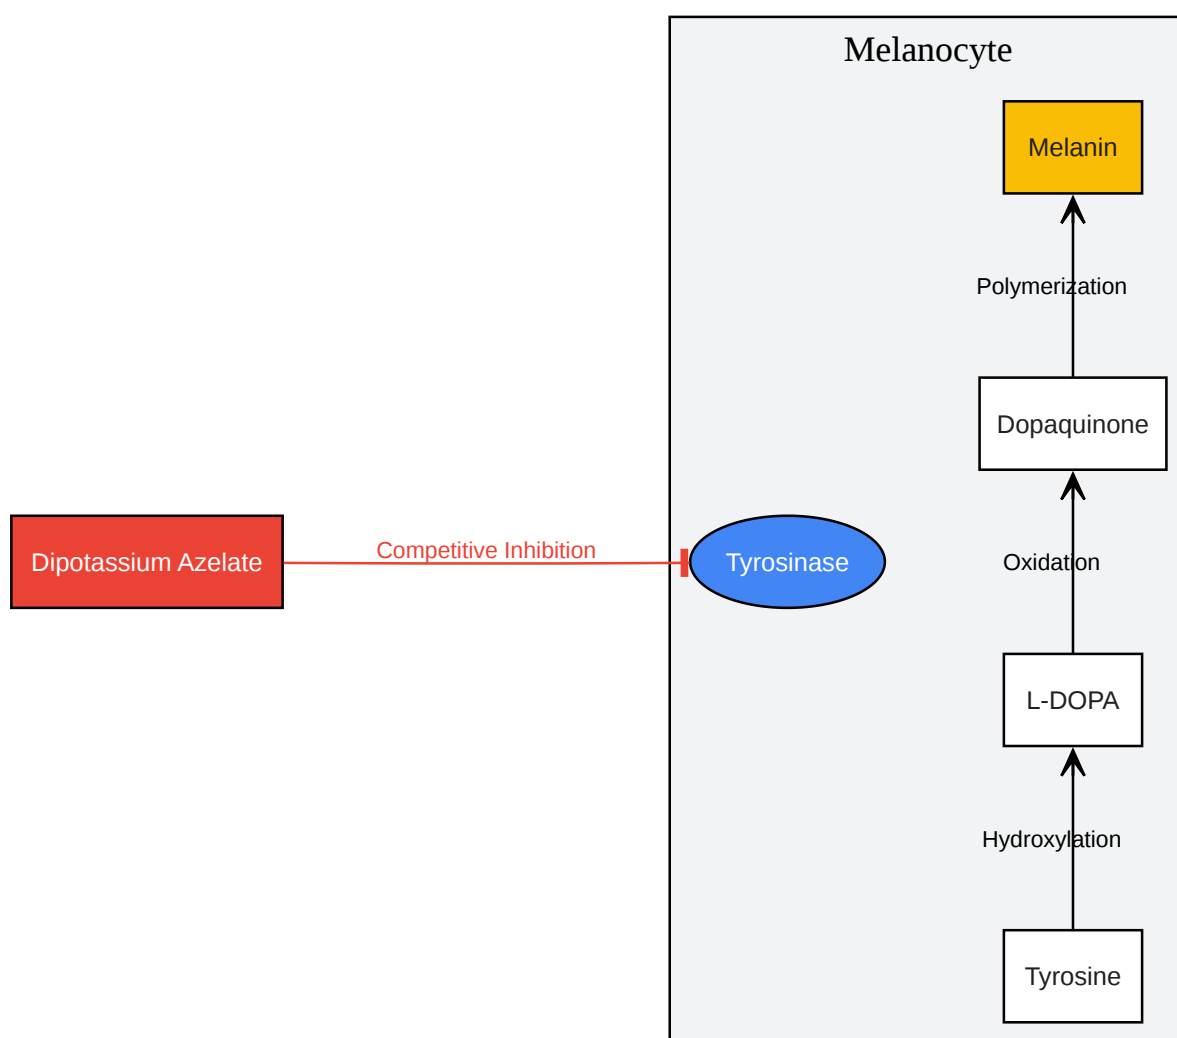 Melanocyte
Melanin
Polymerization
Dopaquinone
Dipotassium Azelate
Competitive Inhibition
Tyrosinase
Oxidation
L-DOPA
Hydroxylation
Tyrosine